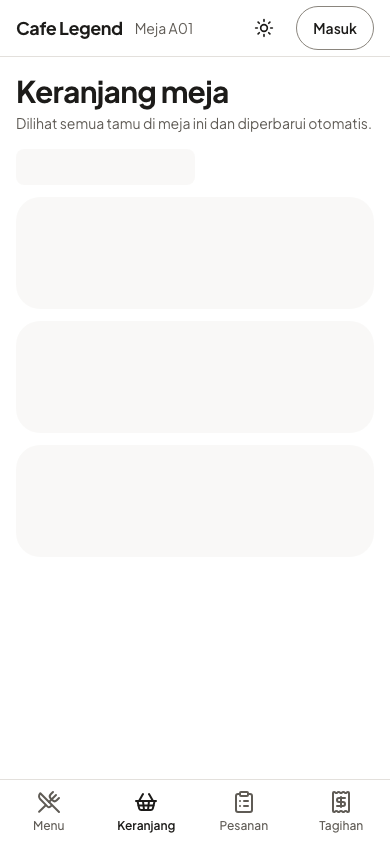 Cafe Legend Meja A01 Masuk
Keranjang meja
Dilihat semua tamu di meja ini dan diperbarui otomatis.
Menu Keranjang Pesanan Tagihan